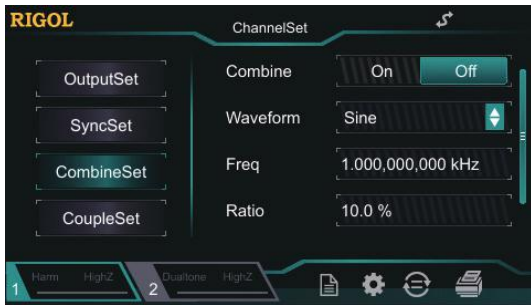 RIGOL
ChannelSet
OutputSet
SyncSet
CombineSet
CoupleSet
Combine On Off
Waveform Sine
Freq 1.000,000,000 kHz
Ratio 10.0 %
1 Harm HighZ 2 Dualtone HighZ